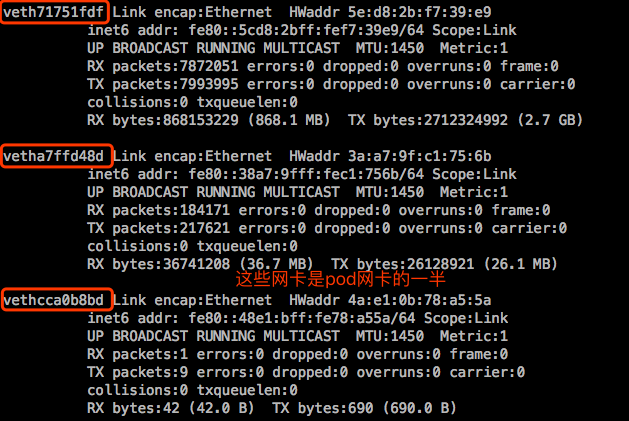 veth71751fdf Link encap:Ethernet HWaddr 5e:d8:2b:f7:39:e9
inet6 addr: fe80::5cd8:2bff:fef7:39e9/64 Scope:Link
UP BROADCAST RUNNING MULTICAST MTU:1450 Metric:1
RX packets:7872051 errors:0 dropped:0 overruns:0 frame:0
TX packets:7993995 errors:0 dropped:0 overruns:0 carrier:0
collisions:0 txqueuelen:0
RX bytes:868153229 (868.1 MB) TX bytes:2712324992 (2.7 GB)
vetha7ffd48d Link encap:Ethernet HWaddr 3a:a7:9f:c1:75:6b
inet6 addr: fe80::38a7:9fff:fec1:756b/64 Scope:Link
UP BROADCAST RUNNING MULTICAST MTU:1450 Metric:1
RX packets:184171 errors:0 dropped:0 overruns:0 frame:0
TX packets:217621 errors:0 dropped:0 overruns:0 carrier:0
collisions:0 txqueuelen:0
RX bytes:36741208 (36.7 MB) TX bytes:26128921 (26.1 MB)
这些网卡是pod网卡的一半
vethcca0b8bd Link encap:Ethernet HWaddr 4a:e1:0b:78:a5:5a
inet6 addr: fe80::48e1:bff:fe78:a55a/64 Scope:Link
UP BROADCAST RUNNING MULTICAST MTU:1450 Metric:1
RX packets:1 errors:0 dropped:0 overruns:0 frame:0
TX packets:9 errors:0 dropped:0 overruns:0 carrier:0
collisions:0 txqueuelen:0
RX bytes:42 (42.0 B) TX bytes:690 (690.0 B)